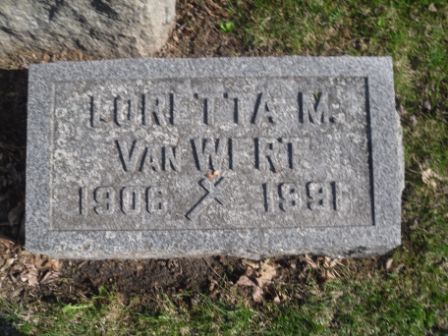 LORETTA M.
VAN WERT
1906 1991